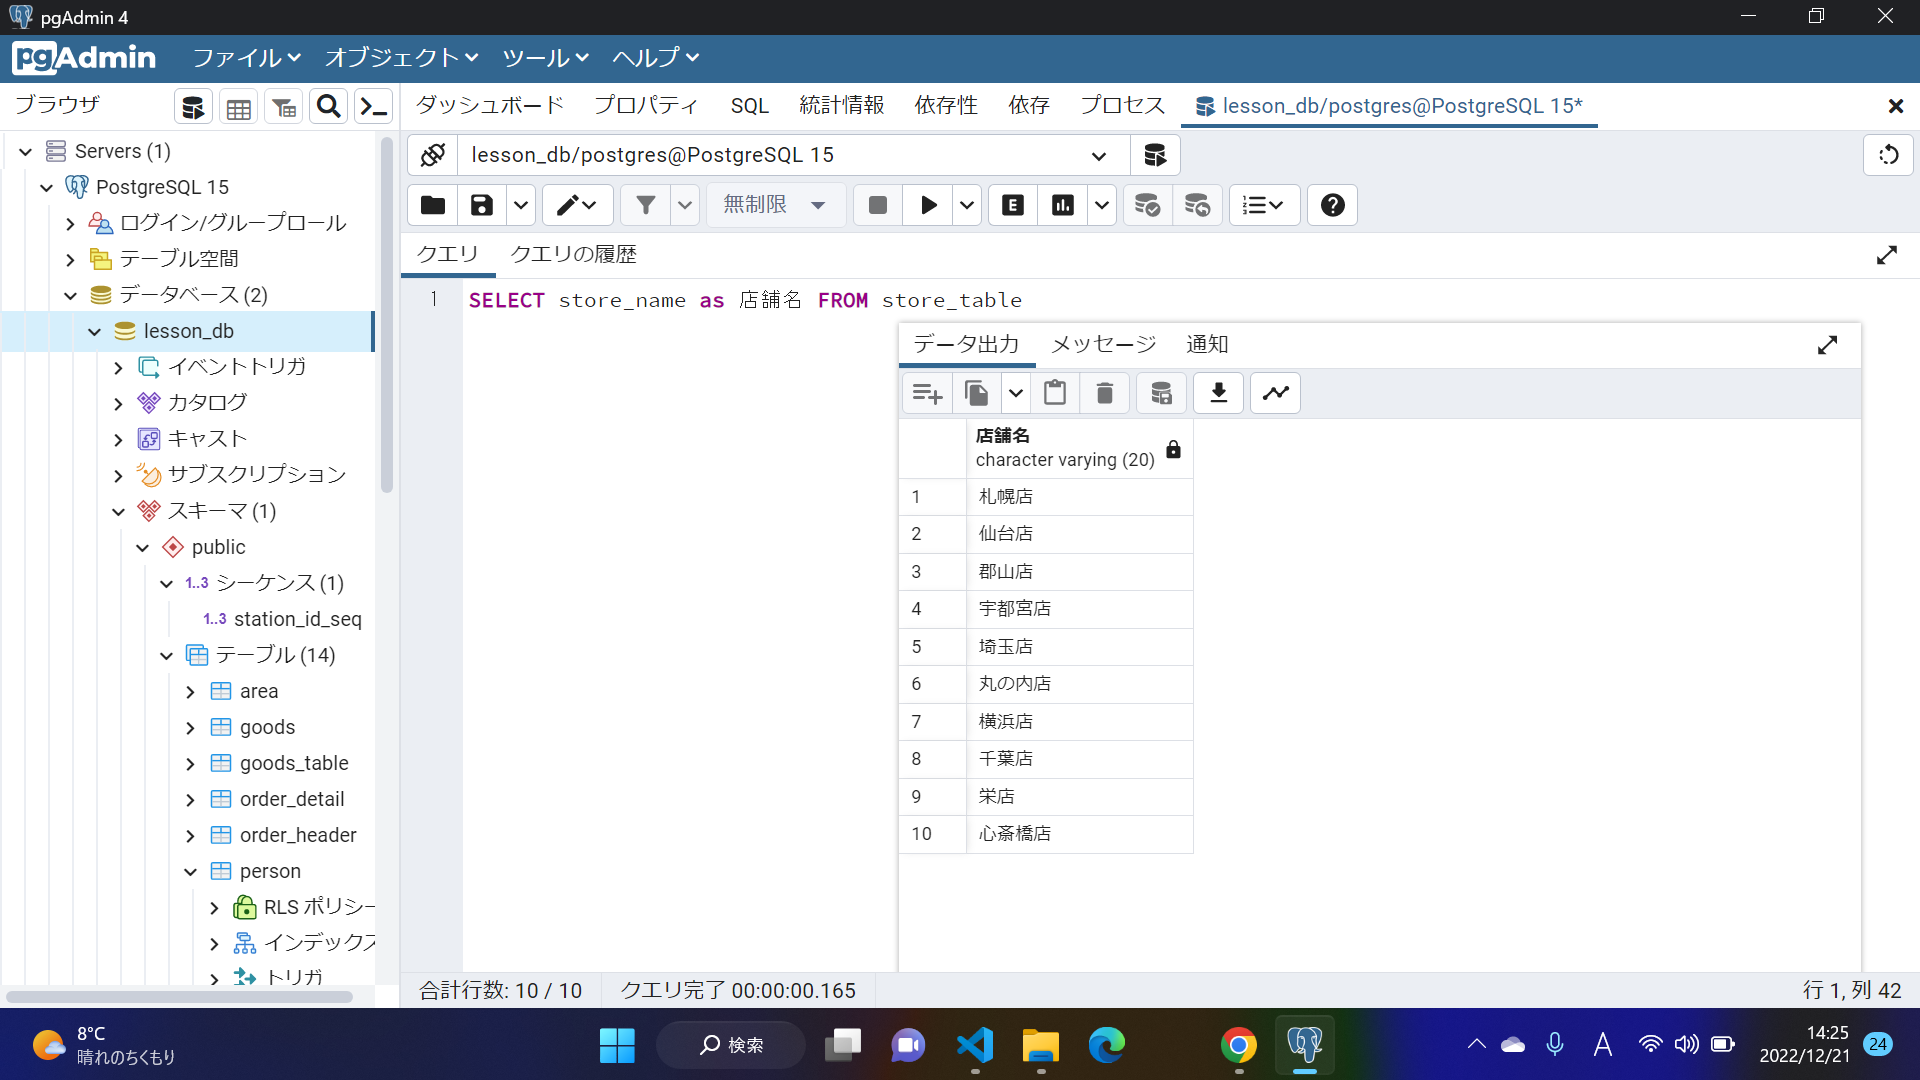 pgAdmin 4
pgAdmin ファイル オブジェクト ツール ヘルプ
ブラウザ
ダッシュボード プロパティ SQL 統計情報 依存性 依存 プロセス lesson_db/postgres@PostgreSQL 15*
Servers (1)
PostgreSQL 15
ログイン/グループロール
テーブル空間
データベース (2)
lesson_db
イベントトリガ
カタログ
キャスト
サブスクリプション
スキーマ (1)
public
1..3 シーケンス (1)
1..3 station_id_seq
テーブル (14)
area
goods
goods_table
order_detail
order_header
person
RLS ポリシー
インデックス
トリガ
lesson_db/postgres@PostgreSQL 15
無制限 E
クエリ クエリの履歴
1 SELECT store_name as 店舗名 FROM store_table
データ出力 メッセージ 通知
店舗名
character varying (20)
1 札幌店
2 仙台店
3 郡山店
4 宇都宮店
5 埼玉店
6 丸の内店
7 横浜店
8 千葉店
9 栄店
10 心斎橋店
合計行数: 10 / 10 クエリ完了 00:00:00.165 行 1, 列 42
8°C
晴れのちくもり
検索
A
14:25
2022/12/21
24